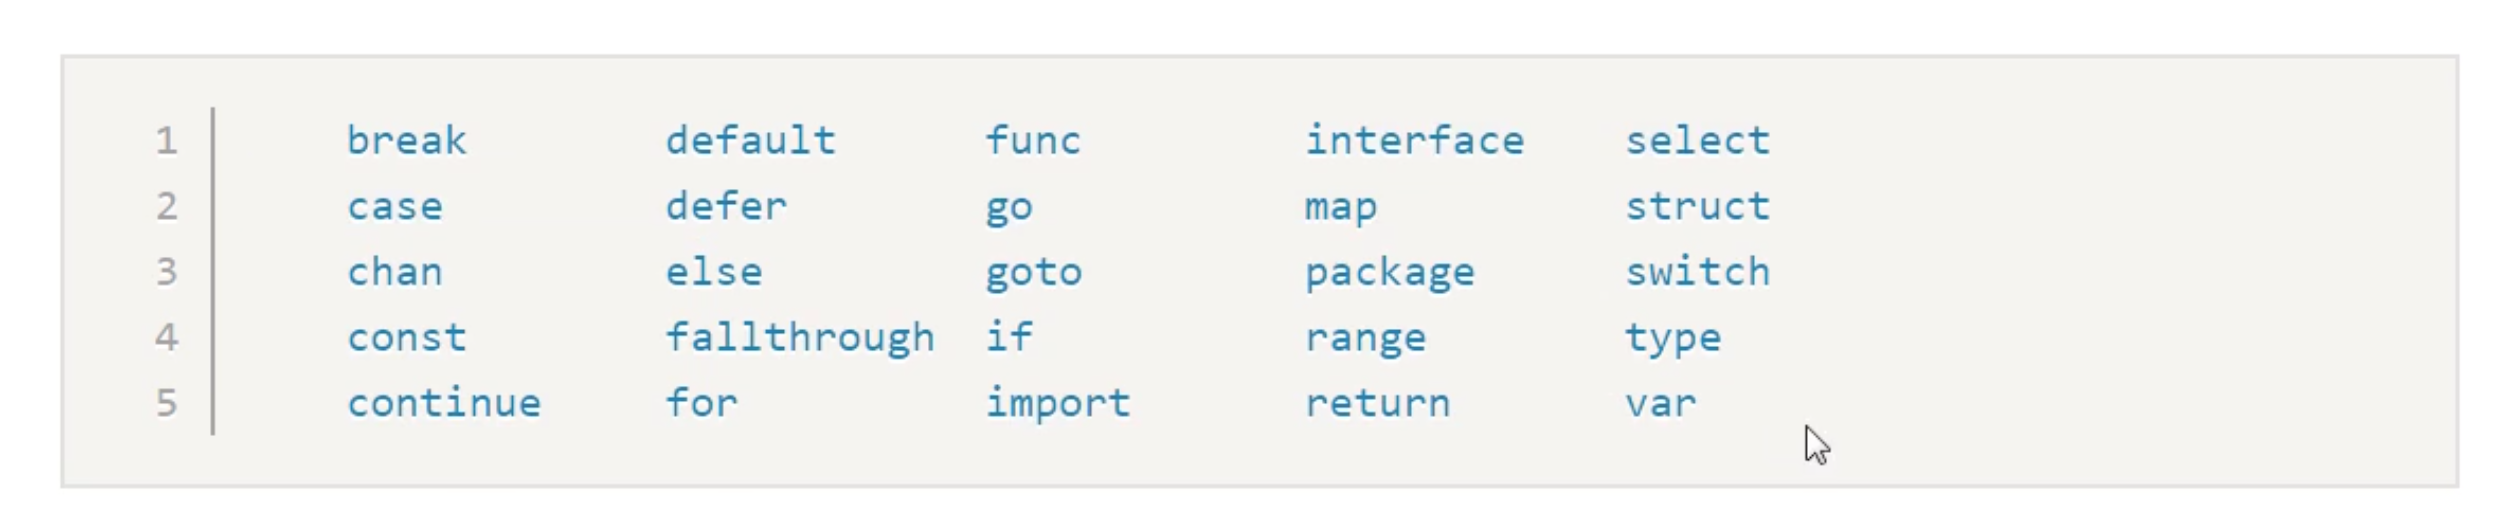 1 break default func interface select
2 case defer go map struct
3 chan else goto package switch
4 const fallthrough if range type
5 continue for import return var